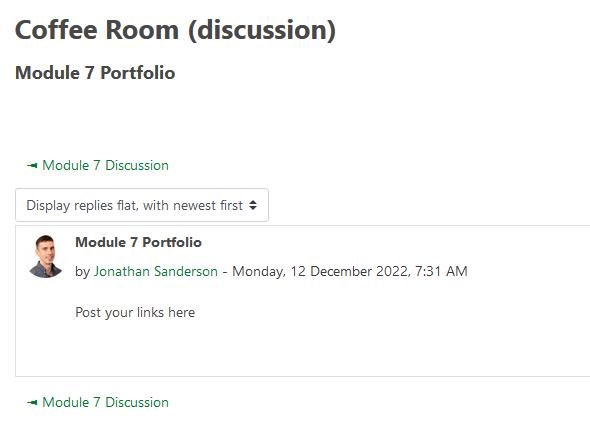 Coffee Room (discussion)
Module 7 Portfolio
◄ Module 7 Discussion
Display replies flat, with newest first
Module 7 Portfolio
by Jonathan Sanderson - Monday, 12 December 2022, 7:31 AM
Post your links here
◄ Module 7 Discussion